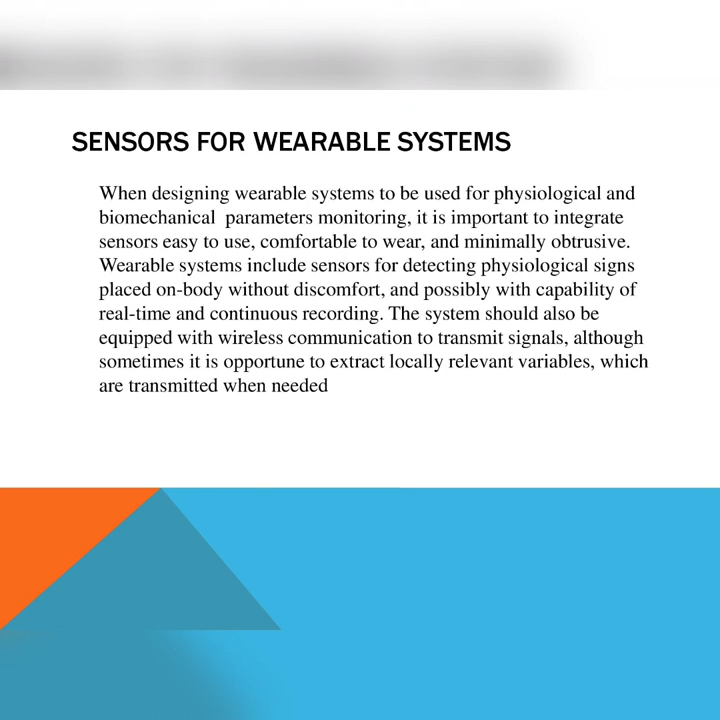 SENSORS FOR WEARABLE SYSTEMS
When designing wearable systems to be used for physiological and
biomechanical  parameters monitoring, it is important to integrate
sensors easy to use, comfortable to wear, and minimally obtrusive.
Wearable systems include sensors for detecting physiological signs
placed on-body without discomfort, and possibly with capability of
real-time and continuous recording. The system should also be
equipped with wireless communication to transmit signals, although
sometimes it is opportune to extract locally relevant variables, which
are transmitted when needed